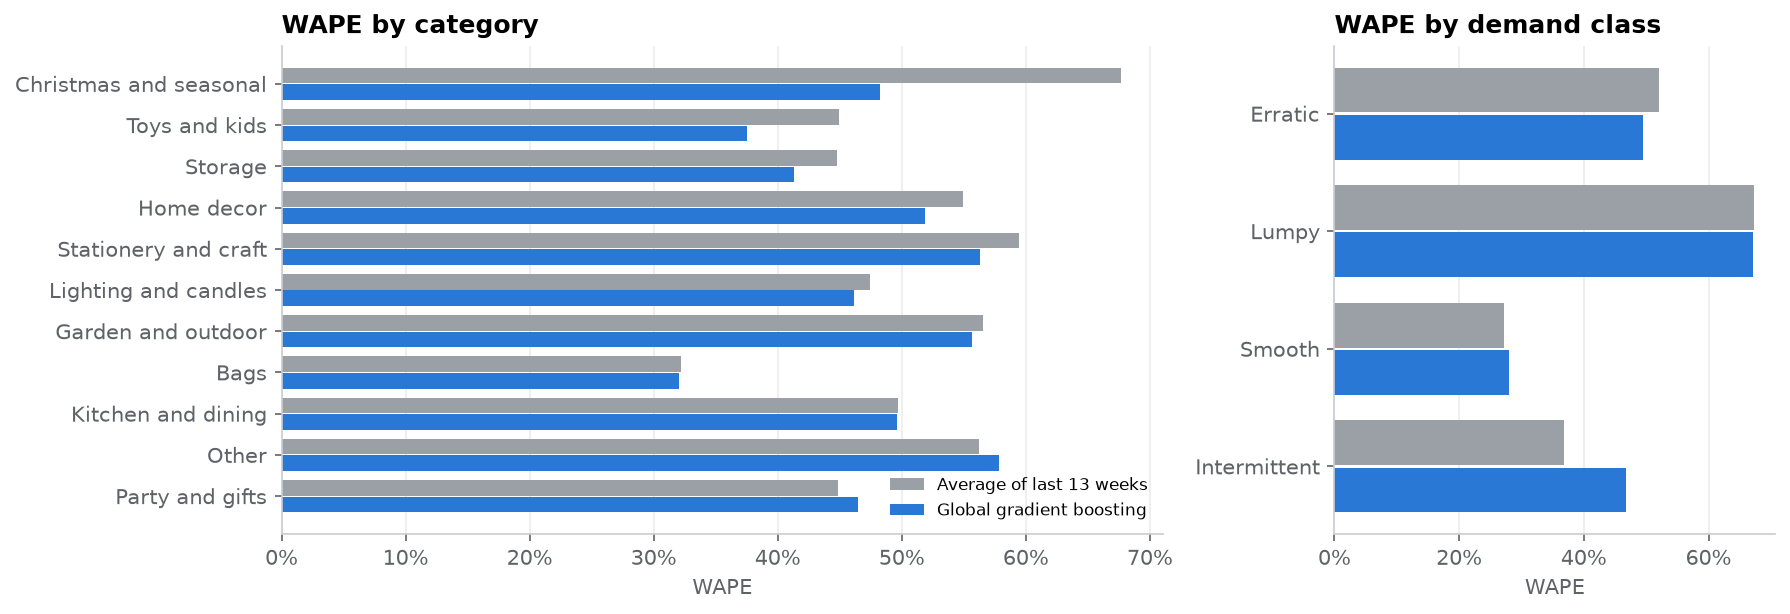 WAPE by category
Christmas and seasonal
Toys and kids
Storage
Home decor
Stationery and craft
Lighting and candles
Garden and outdoor
Bags
Kitchen and dining
Other
Party and gifts
Average of last 13 weeks
Global gradient boosting
0% 10% 20% 30% 40% 50% 60% 70%
WAPE
WAPE by demand class
Erratic
Lumpy
Smooth
Intermittent
0% 20% 40% 60%
WAPE